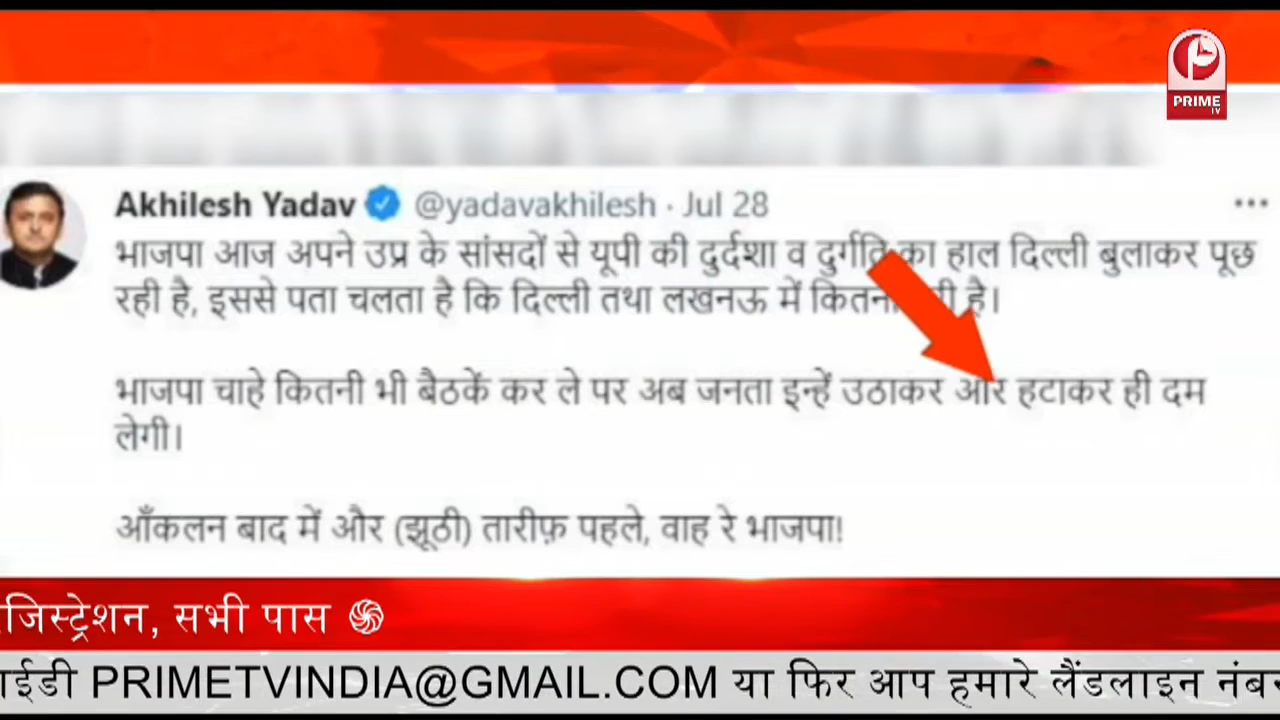 PRIME
TV
Akhilesh Yadav @yadavakhilesh · Jul 28 ...
भाजपा आज अपने उप्र के सांसदों से यूपी की दुर्दशा व दुर्गति का हाल दिल्ली बुलाकर पूछ
रही है, इससे पता चलता है कि दिल्ली तथा लखनऊ में है।
भाजपा चाहे कितनी भी बैठकें कर ले पर अब जनता इन्हें उठाकर और हटाकर ही दम
लेगी।
आँकलन बाद में और (झूठी) तारीफ़ पहले, वाह रे भाजपा!
जिस्ट्रेशन, सभी पास
ाईडी PRIMETVINDIA@GMAIL.COM या फिर आप हमारे लैंडलाइन नंबर